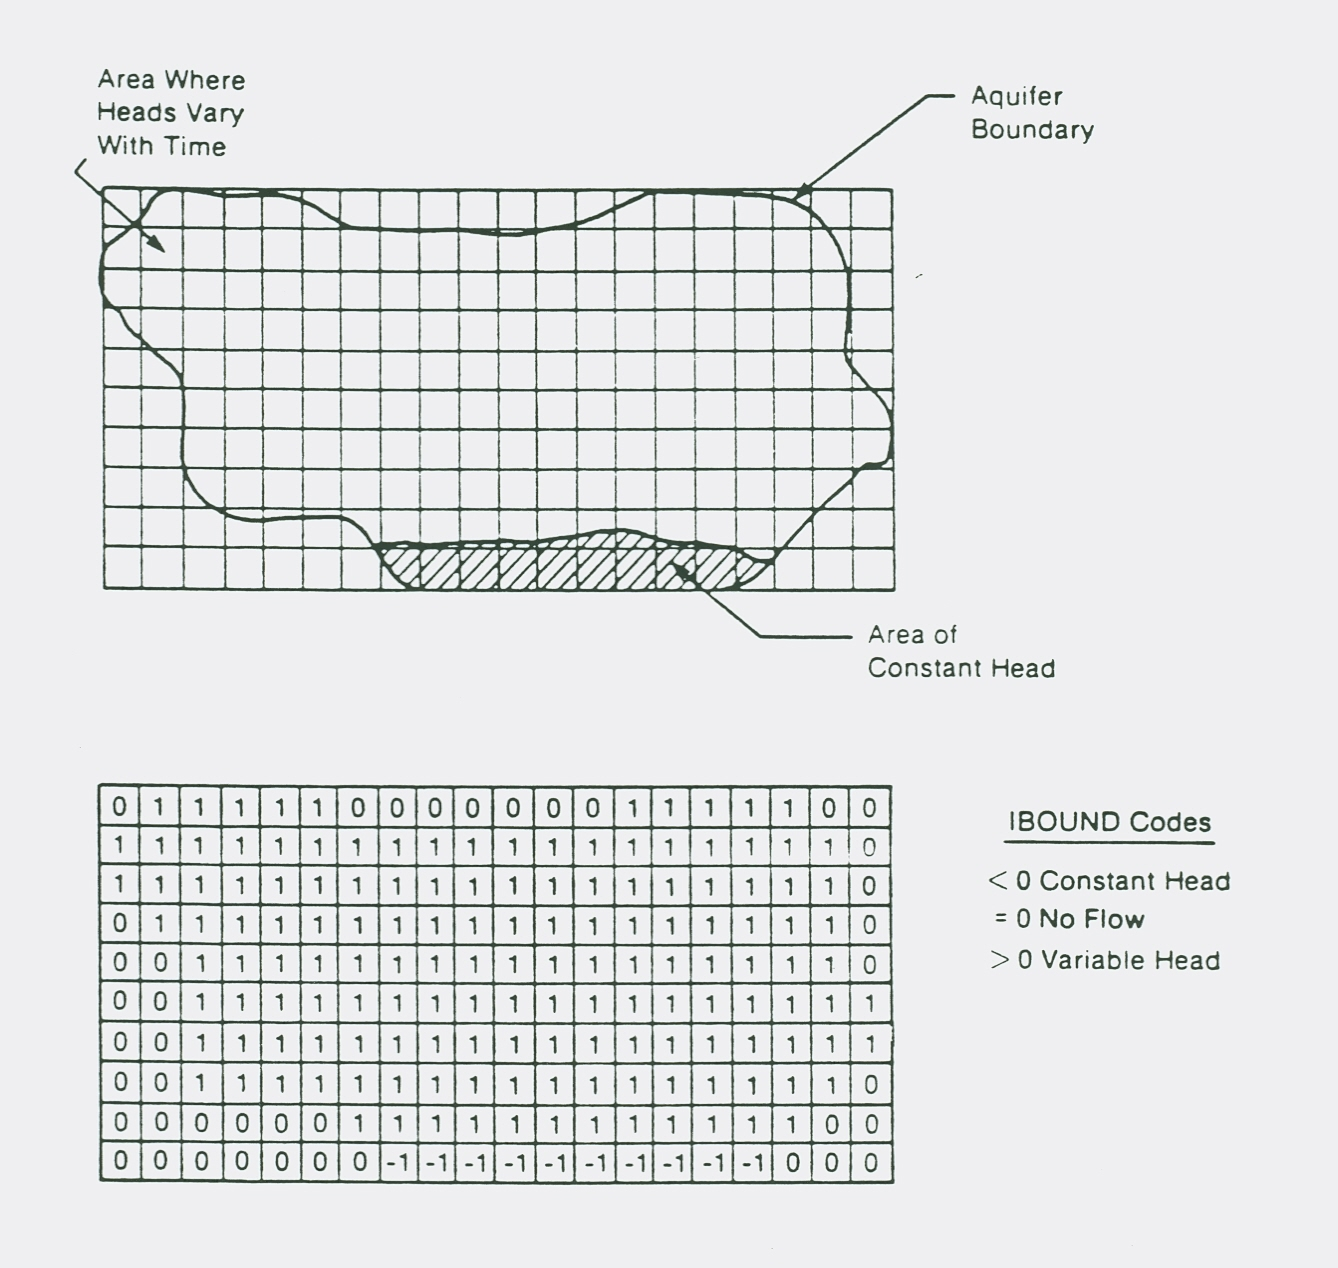 Area Where
Heads Vary
With Time
Aquifer
Boundary
Area of
Constant Head
0 1 1 1 1 1 0 0 0 0 0 0 0 1 1 1 1 1 0 0
1 1 1 1 1 1 1 1 1 1 1 1 1 1 1 1 1 1 1 0
1 1 1 1 1 1 1 1 1 1 1 1 1 1 1 1 1 1 1 0
0 1 1 1 1 1 1 1 1 1 1 1 1 1 1 1 1 1 1 0
0 0 1 1 1 1 1 1 1 1 1 1 1 1 1 1 1 1 1 0
0 0 1 1 1 1 1 1 1 1 1 1 1 1 1 1 1 1 1 1
0 0 1 1 1 1 1 1 1 1 1 1 1 1 1 1 1 1 1 1
0 0 1 1 1 1 1 1 1 1 1 1 1 1 1 1 1 1 1 0
0 0 0 0 0 0 1 1 1 1 1 1 1 1 1 1 1 1 0 0
0 0 0 0 0 0 0 -1 -1 -1 -1 -1 -1 -1 -1 -1 -1 0 0 0
IBOUND Codes
< 0 Constant Head
= 0 No Flow
> 0 Variable Head